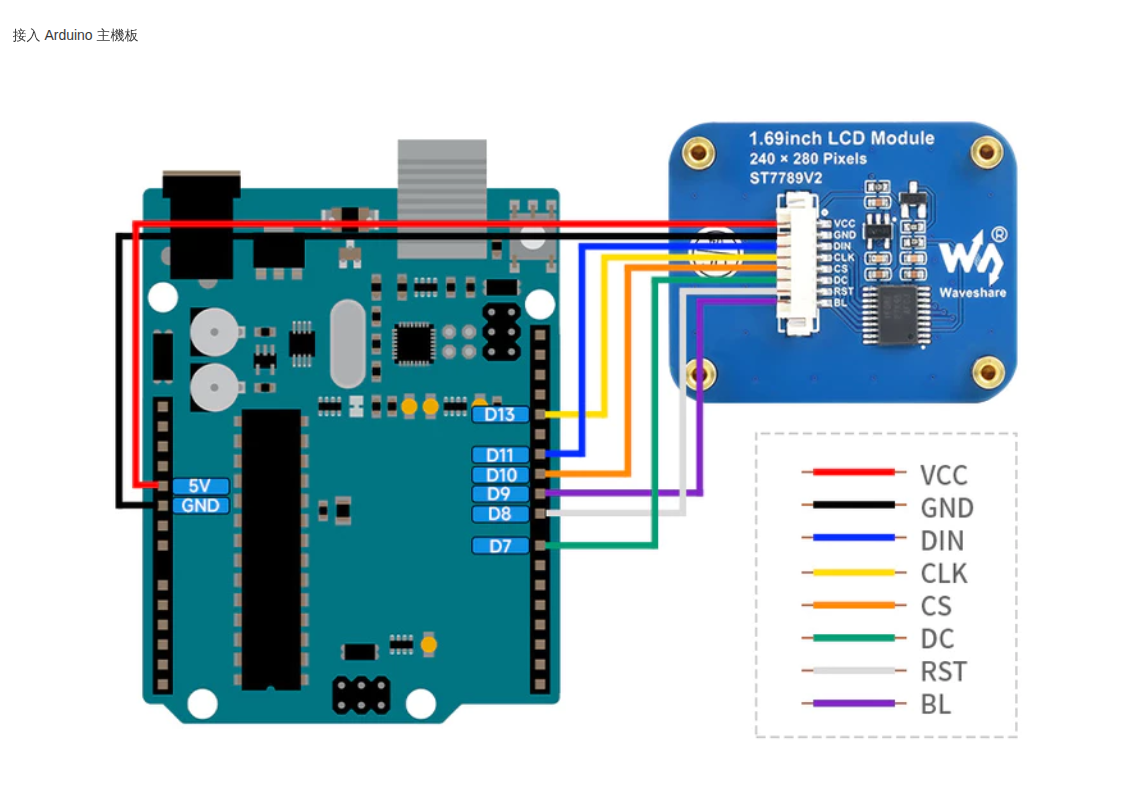 接入 Arduino 主機板
1.69inch LCD Module
240 × 280 Pixels
ST7789V2
VCC
GND
DIN
CLK
CS
DC
RST
BL
®
Waveshare
D13
D11
D10
D9
D8
D7
5V
GND
VCC
GND
DIN
CLK
CS
DC
RST
BL